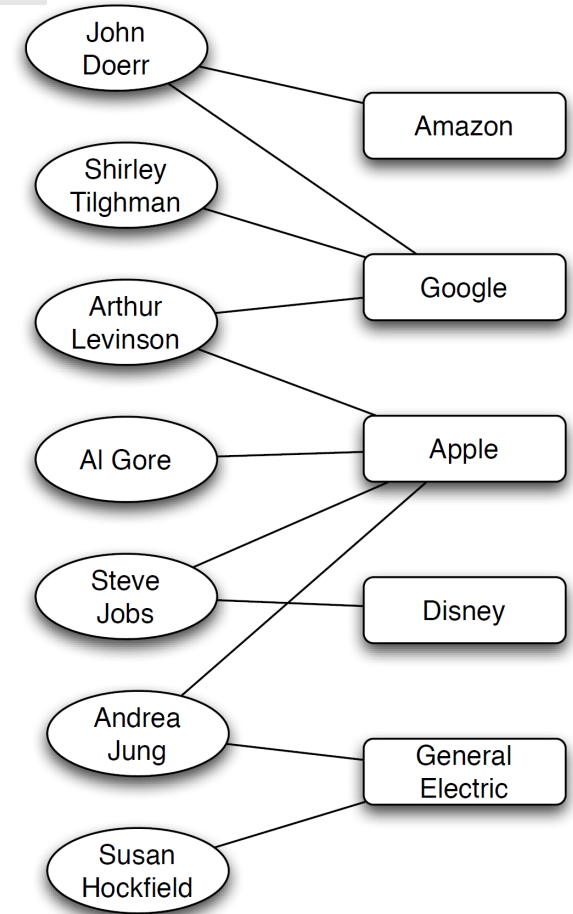 John
Doerr
Amazon
Shirley
Tilghman
Google
Arthur
Levinson
Al Gore
Apple
Steve
Jobs
Disney
Andrea
Jung
General
Electric
Susan
Hockfield